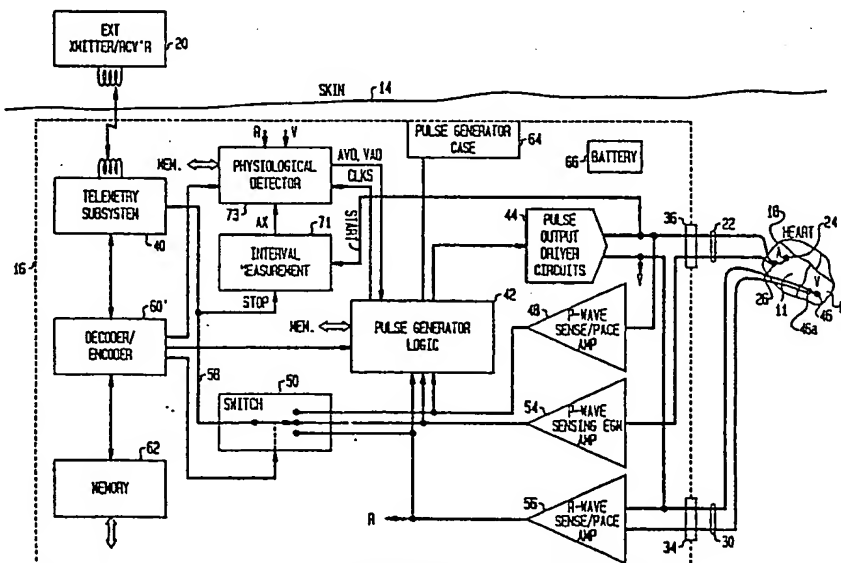 EXT
XMITTER/RCV'R
20
SKIN
14
R
V
PULSE GENERATOR
CASE
64
66
BATTERY
MEM.
PHYSIOLOGICAL
DETECTOR
AVD, VAD
CLKS
73
TELEMETRY
SUBSYSTEM
40
AX
71
START
INTERVAL
MEASUREMENT
44
PULSE
OUTPUT
DRIVER
CIRCUITS
36
22
18
24
HEART
A
V
26
11
46
46a
16
STOP
60'
DECODER/
ENCODER
MEM.
42
PULSE GENERATOR
LOGIC
48
P-WAVE
SENSE/PACE
AMP
58
50
SWITCH
54
P-WAVE
SENSING EGM
AMP
62
MEMORY
R
56
R-WAVE
SENSE/PACE
AMP
34
30